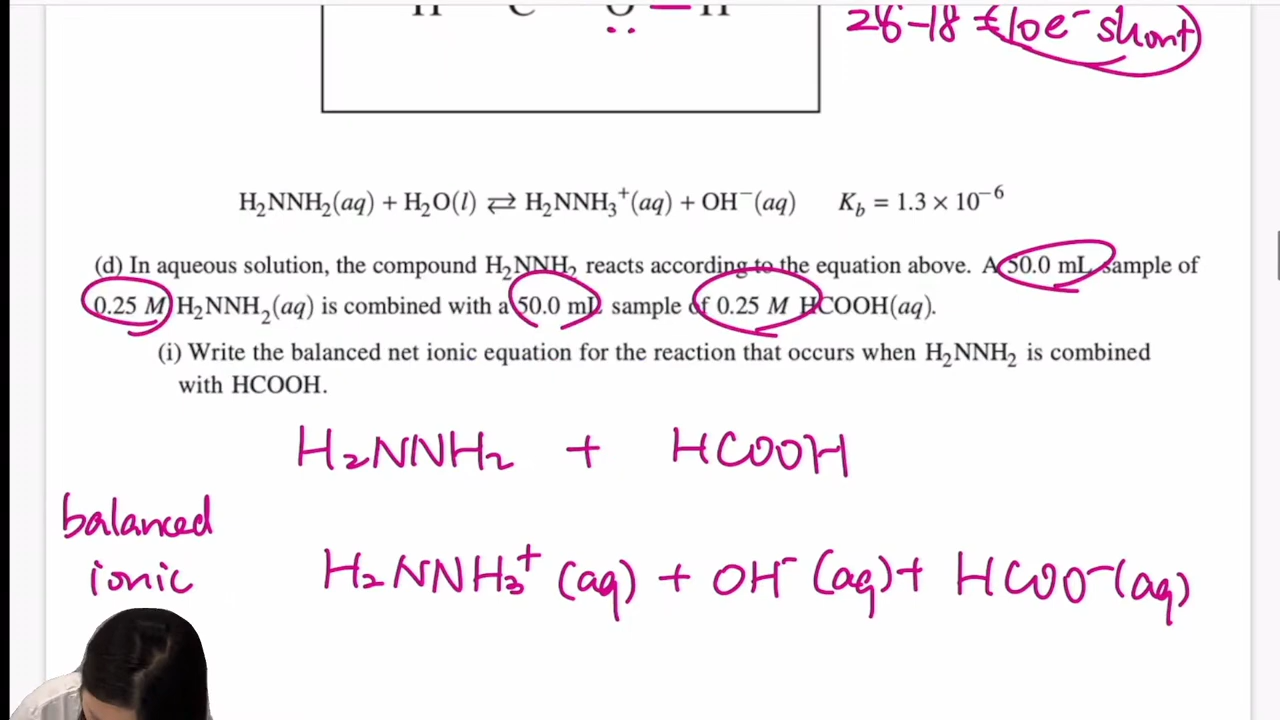 28-18 = 10e⁻ short
H₂NNH₂(aq) + H₂O(l) ⇄ H₂NNH₃⁺(aq) + OH⁻(aq) K_b = 1.3 × 10⁻⁶
(d) In aqueous solution, the compound H₂NNH₂ reacts according to the equation above. A 50.0 mL sample of
0.25 M H₂NNH₂(aq) is combined with a 50.0 mL sample of 0.25 M HCOOH(aq).
(i) Write the balanced net ionic equation for the reaction that occurs when H₂NNH₂ is combined
with HCOOH.
H₂NNH₂ + HCOOH
balanced
ionic
H₂NNH₃⁺ (aq) + OH⁻ (aq) + HCOO⁻ (aq)